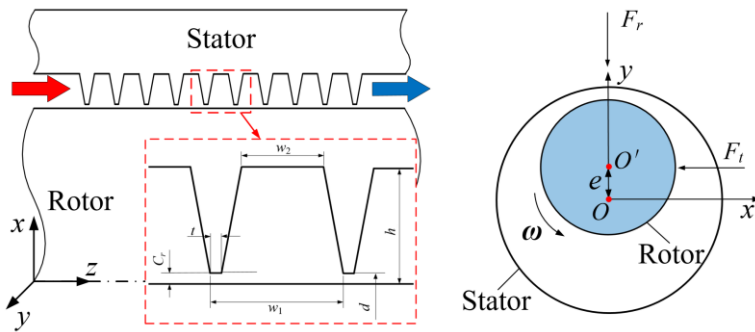 Stator
Rotor
x
z
y
w₂
t
h
Cᵣ
w₁
d
Fᵣ
y
O'
Fₜ
e
O
x
ω
Rotor
Stator